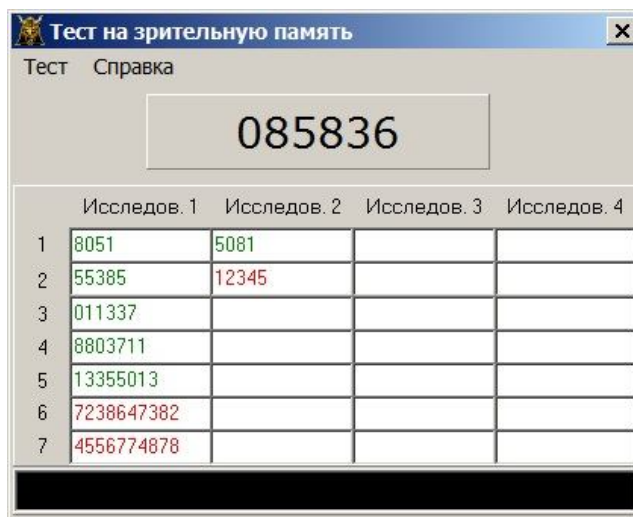 Тест на зрительную память
Тест Справка
085836
Исследов. 1 Исследов. 2 Исследов. 3 Исследов. 4
1 8051 5081
2 55385 12345
3 011337
4 8803711
5 13355013
6 7238647382
7 4556774878